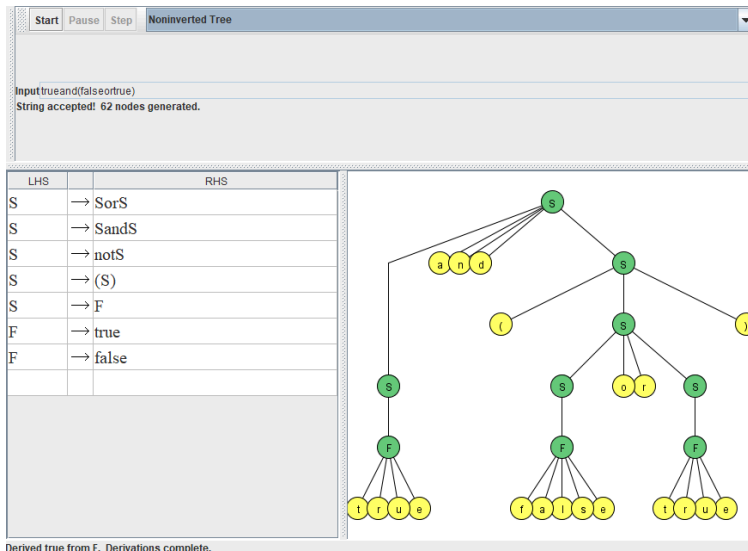 Start Pause Step Noninverted Tree
Input trueand(falseortrue)
String accepted! 62 nodes generated.
LHS RHS
S → SorS
S → SandS
S → notS
S → (S)
S → F
F → true
F → false
S
a n d S
( S )
S S o r S
F F F
t r u e f a l s e t r u e
Derived true from F. Derivations complete.